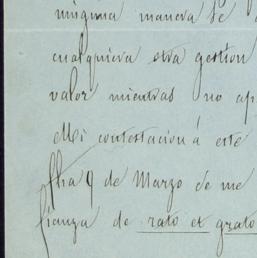 ninguna manera se
cualquiera otra gestion
valor mientras no ap
Mi contestacion á este
fha 9 de Marzo de me
fianza de rato et grato